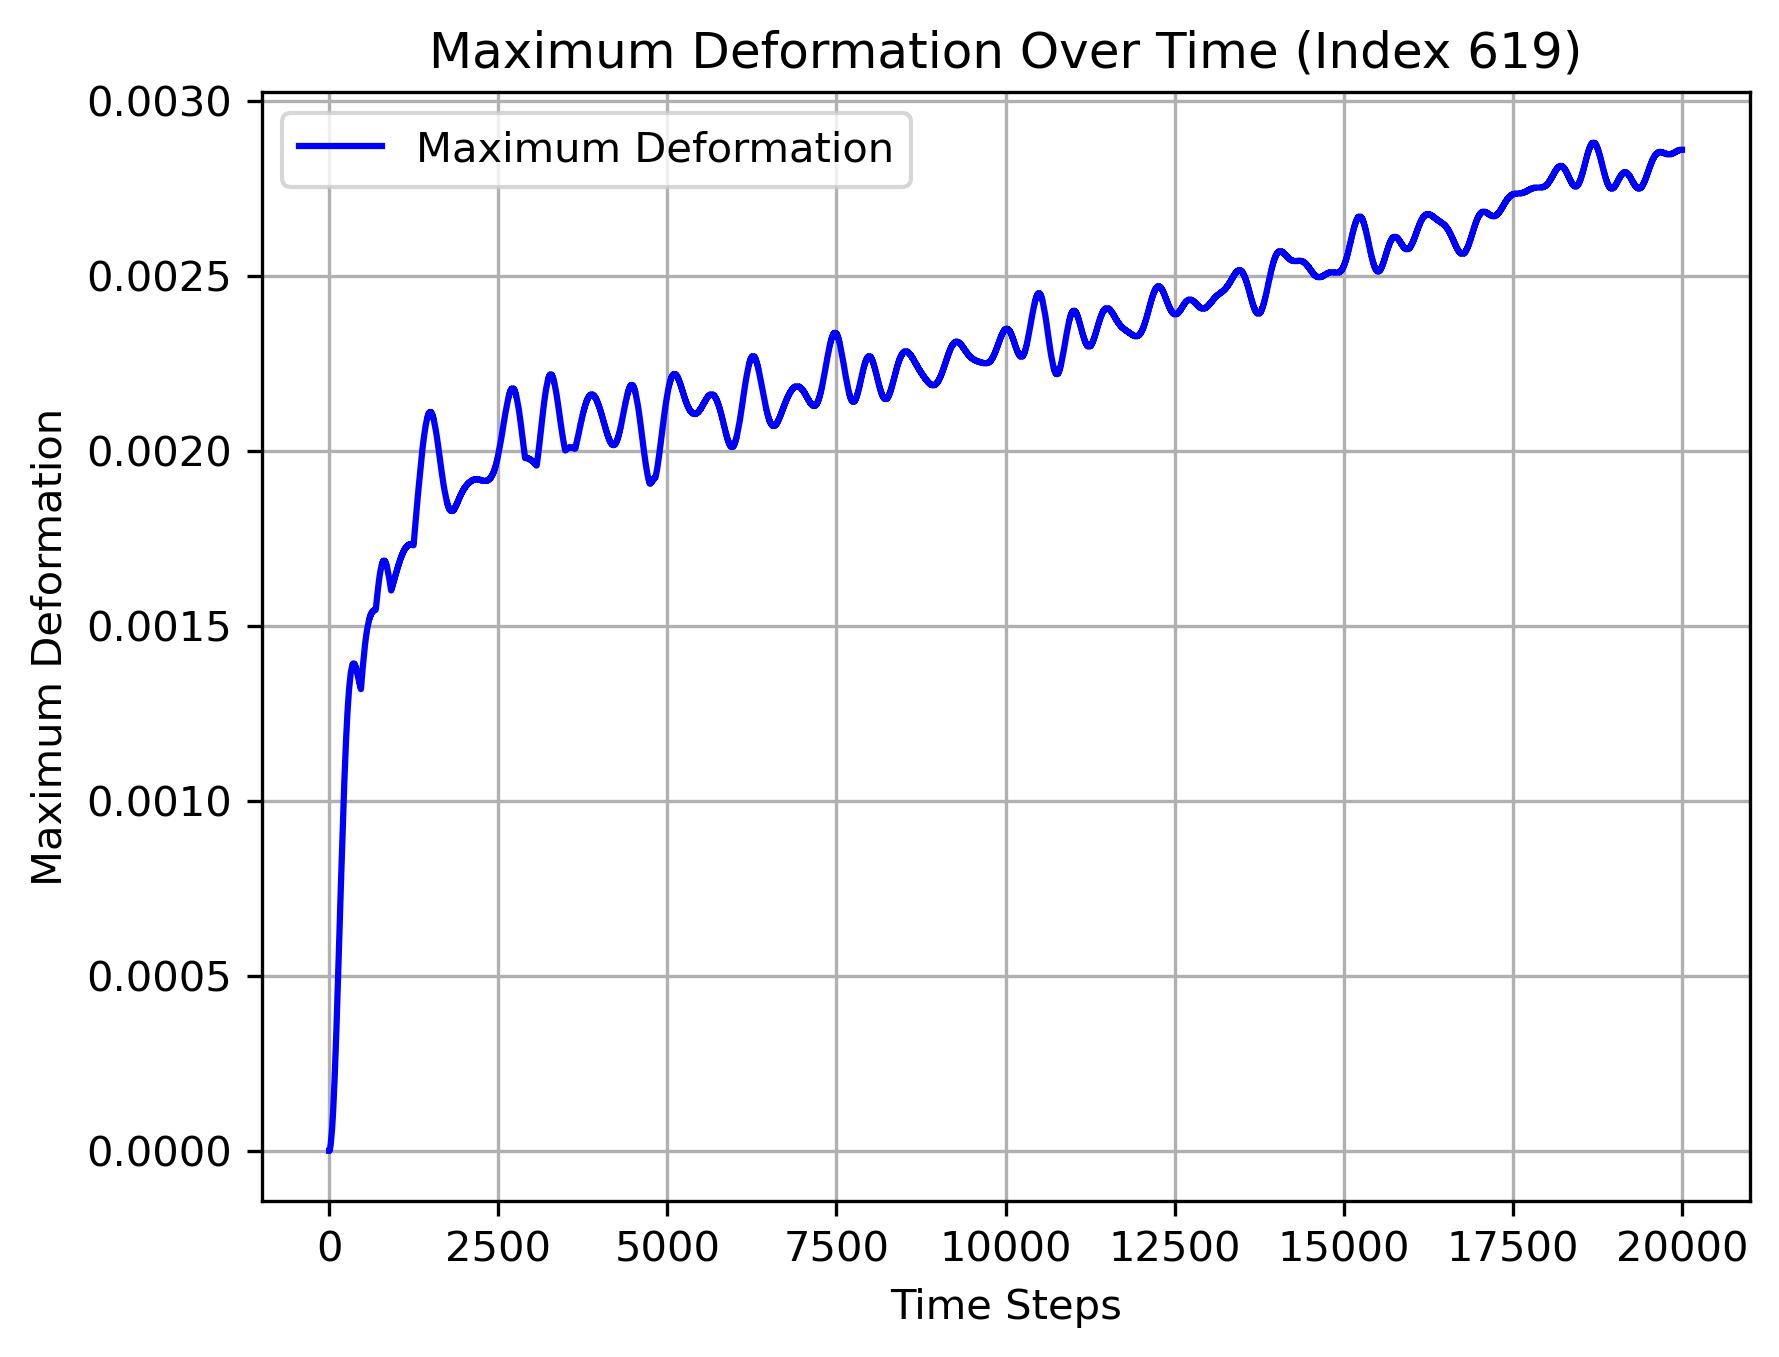 Maximum Deformation Over Time (Index 619)
Maximum Deformation
Maximum Deformation
0.0030
0.0025
0.0020
0.0015
0.0010
0.0005
0.0000
0 2500 5000 7500 10000 12500 15000 17500 20000
Time Steps